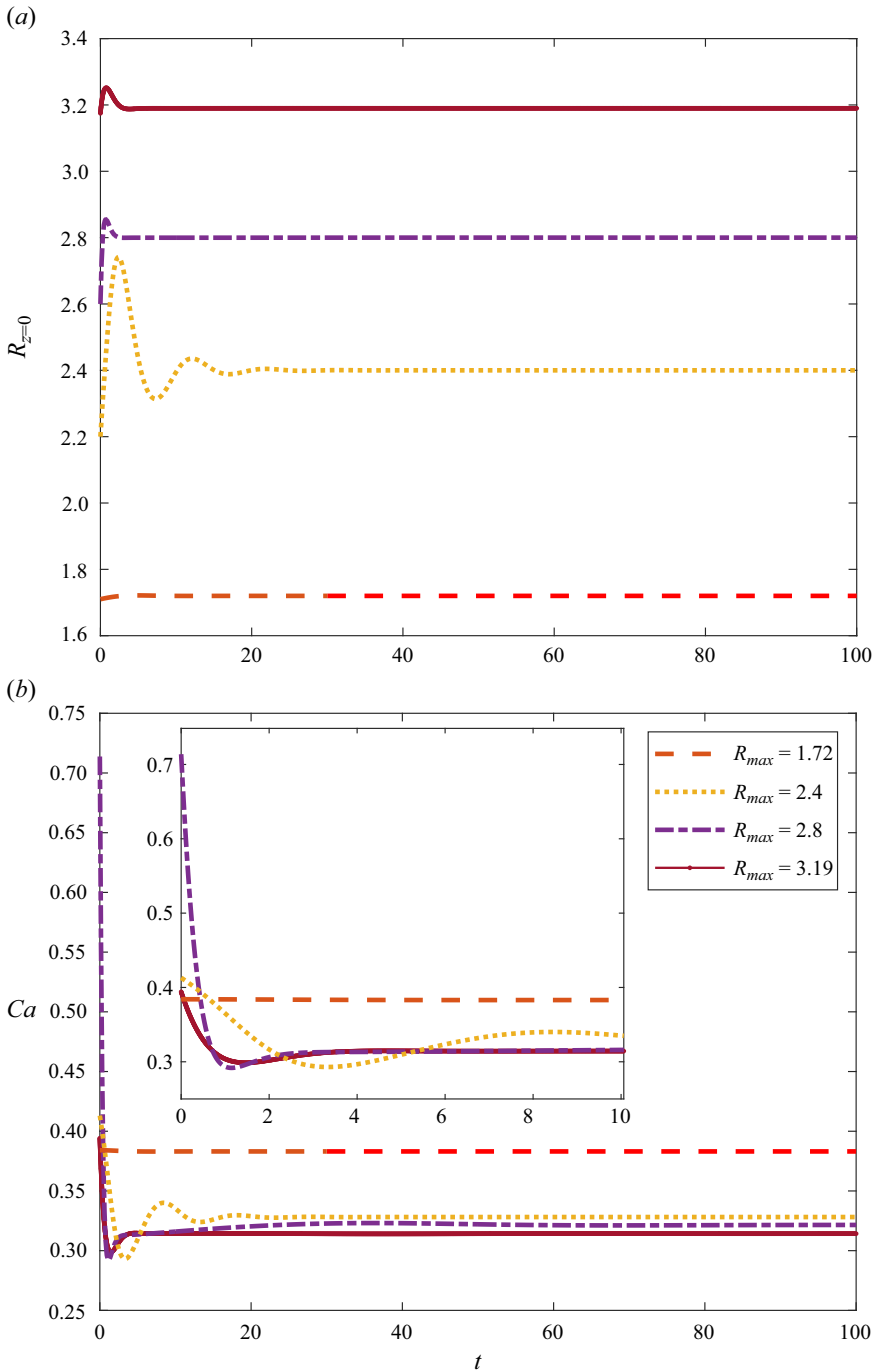 (a)
3.4
3.2
3.0
2.8
2.6
R_{z=0}
2.4
2.2
2.0
1.8
1.6
0 20 40 60 80 100
(b)
0.75
0.70
0.65
0.60
0.55
0.50
Ca
0.45
0.40
0.35
0.30
0.25
0.7
0.6
0.5
0.4
0.3
0 2 4 6 8 10
R_{max} = 1.72
R_{max} = 2.4
R_{max} = 2.8
R_{max} = 3.19
0 20 40 60 80 100
t